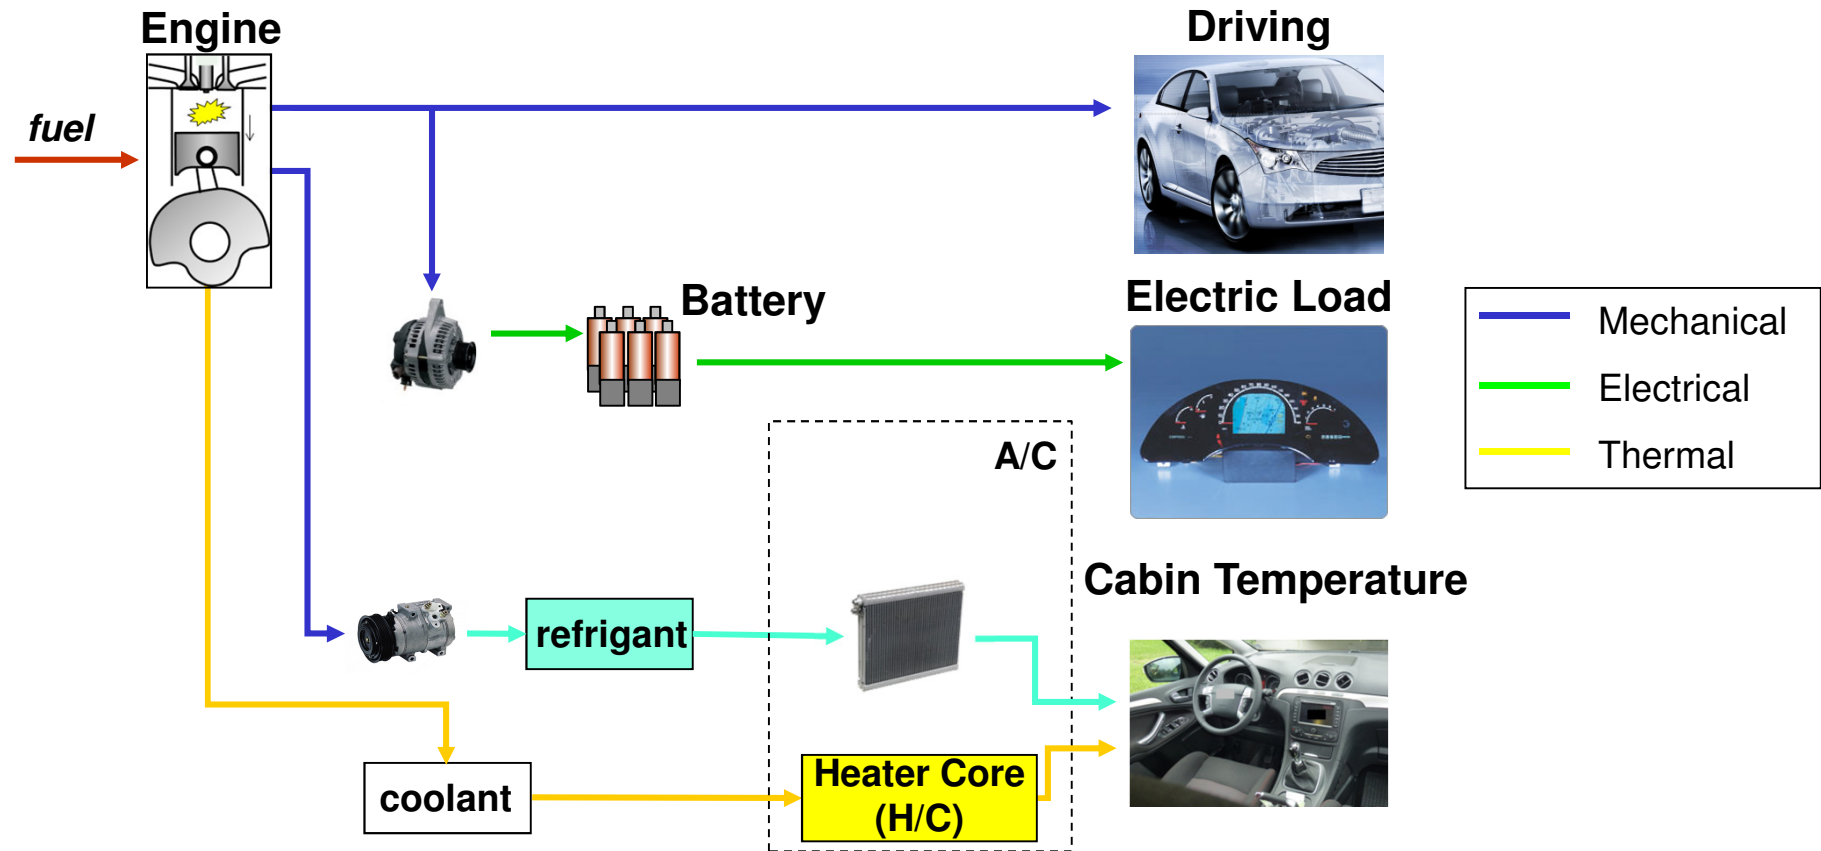 Engine
Driving
fuel
Battery
Electric Load
Mechanical
Electrical
Thermal
A/C
Cabin Temperature
refrigant
Heater Core
(H/C)
coolant